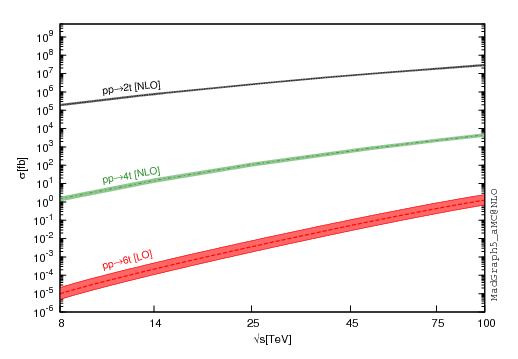 10⁹
10⁸
10⁷
10⁶
10⁵
10⁴
10³
10²
10¹
10⁰
10⁻¹
10⁻²
10⁻³
10⁻⁴
10⁻⁵
10⁻⁶
σ[fb]
pp→2t [NLO]
pp→4t [NLO]
pp→6t [LO]
8 14 25 45 75 100
√s[TeV]
MadGraph5_aMC@NLO